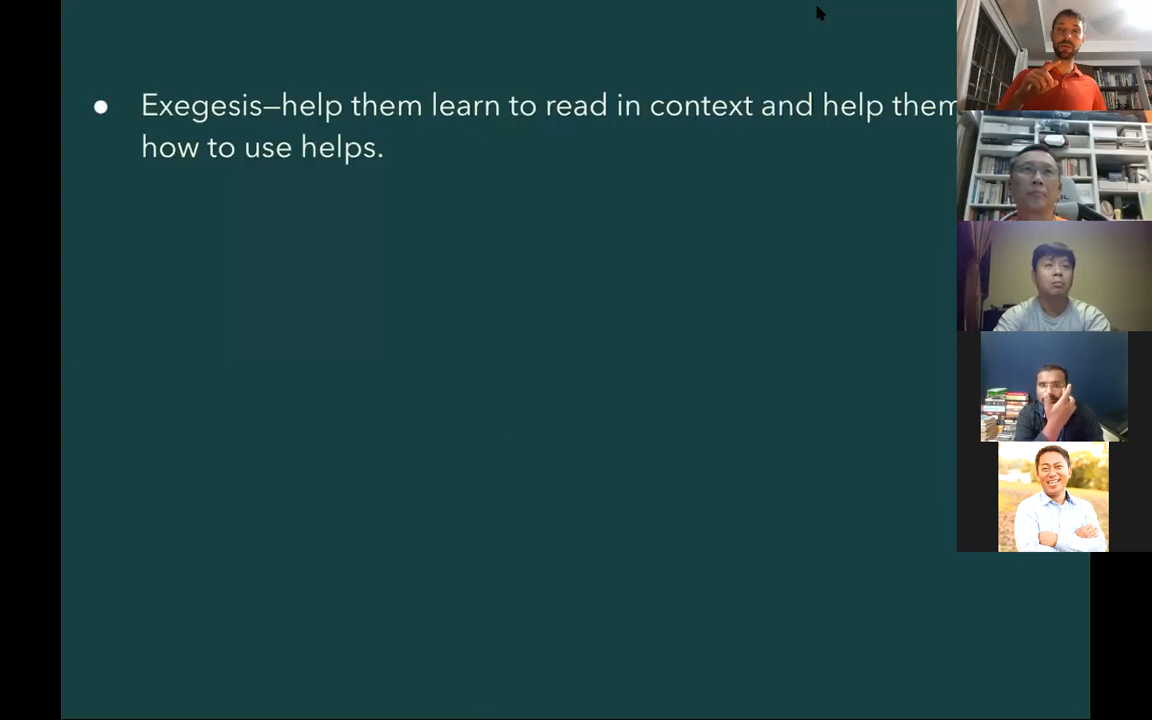 Exegesis—help them learn to read in context and help them
how to use helps.